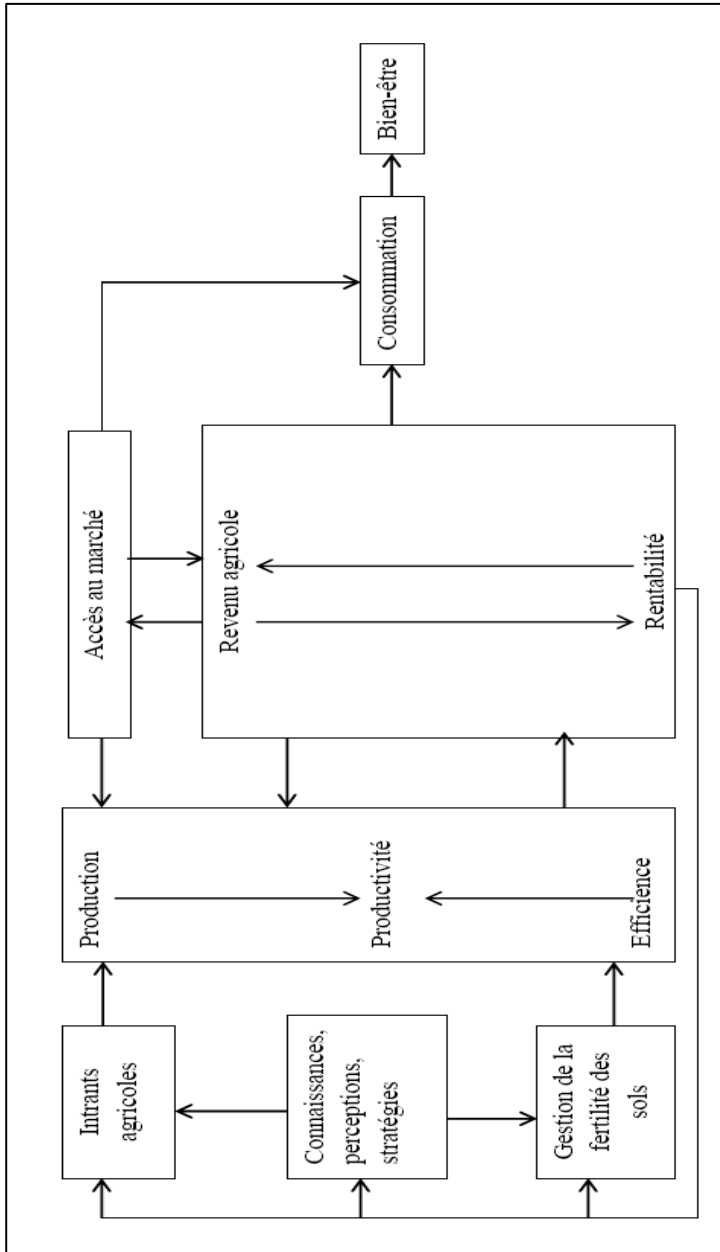 Intrants
agricoles
Connaissances,
perceptions,
stratégies
Gestion de la
fertilité des
sols
Production
Productivité
Efficience
Accès au marché
Revenu agricole
Rentabilité
Consommation
Bien-être